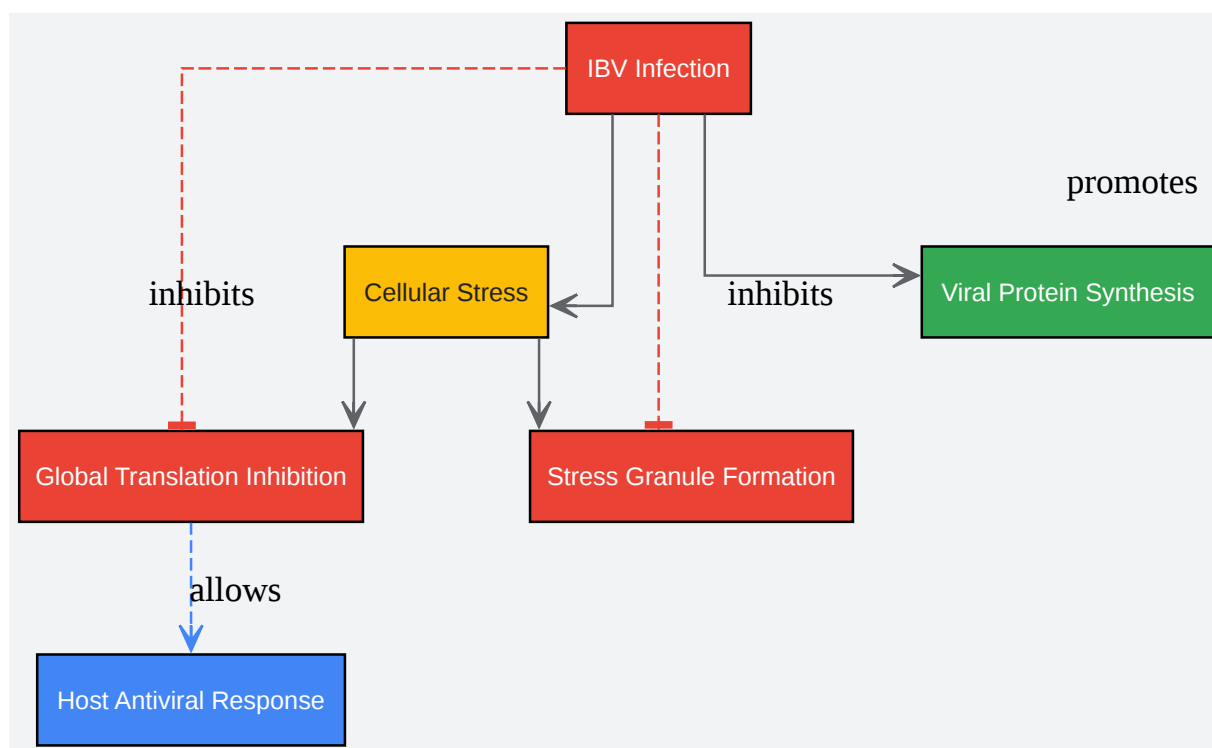 IBV Infection
promotes
Cellular Stress
inhibits
inhibits
Viral Protein Synthesis
Global Translation Inhibition
Stress Granule Formation
allows
Host Antiviral Response